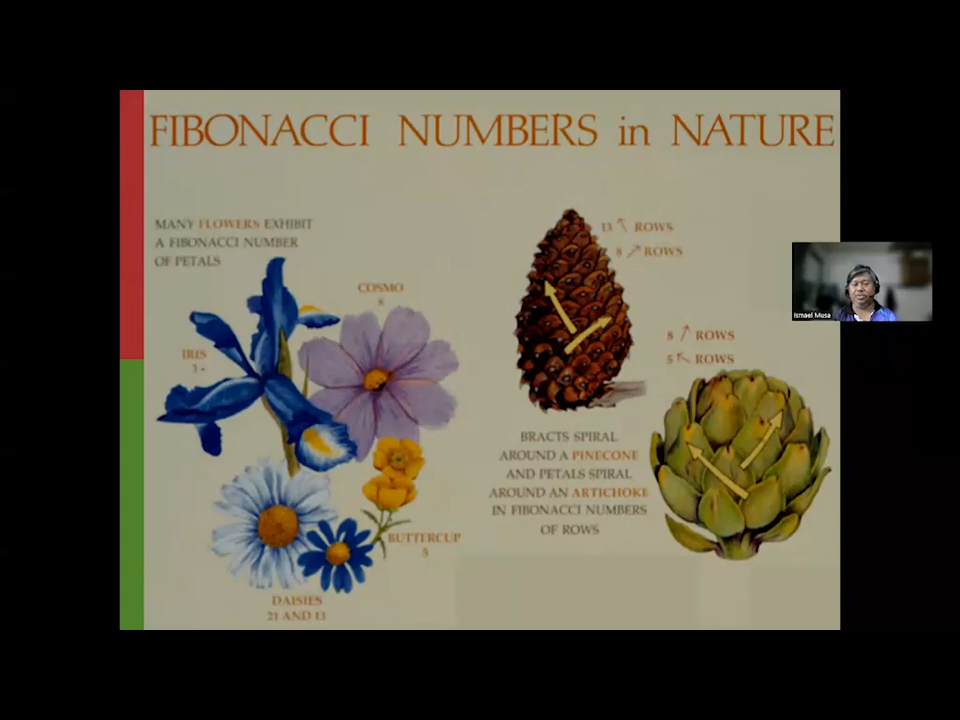 FIBONACCI NUMBERS in NATURE
MANY FLOWERS EXHIBIT
A FIBONACCI NUMBER
OF PETALS
COSMO
8
IRIS
3
BUTTERCUP
5
DAISIES
21 AND 13
13 ROWS
8 ROWS
BRACTS SPIRAL
AROUND A PINECONE
AND PETALS SPIRAL
AROUND AN ARTICHOKE
IN FIBONACCI NUMBERS
OF ROWS
8 ROWS
5 ROWS
Ismael Musa